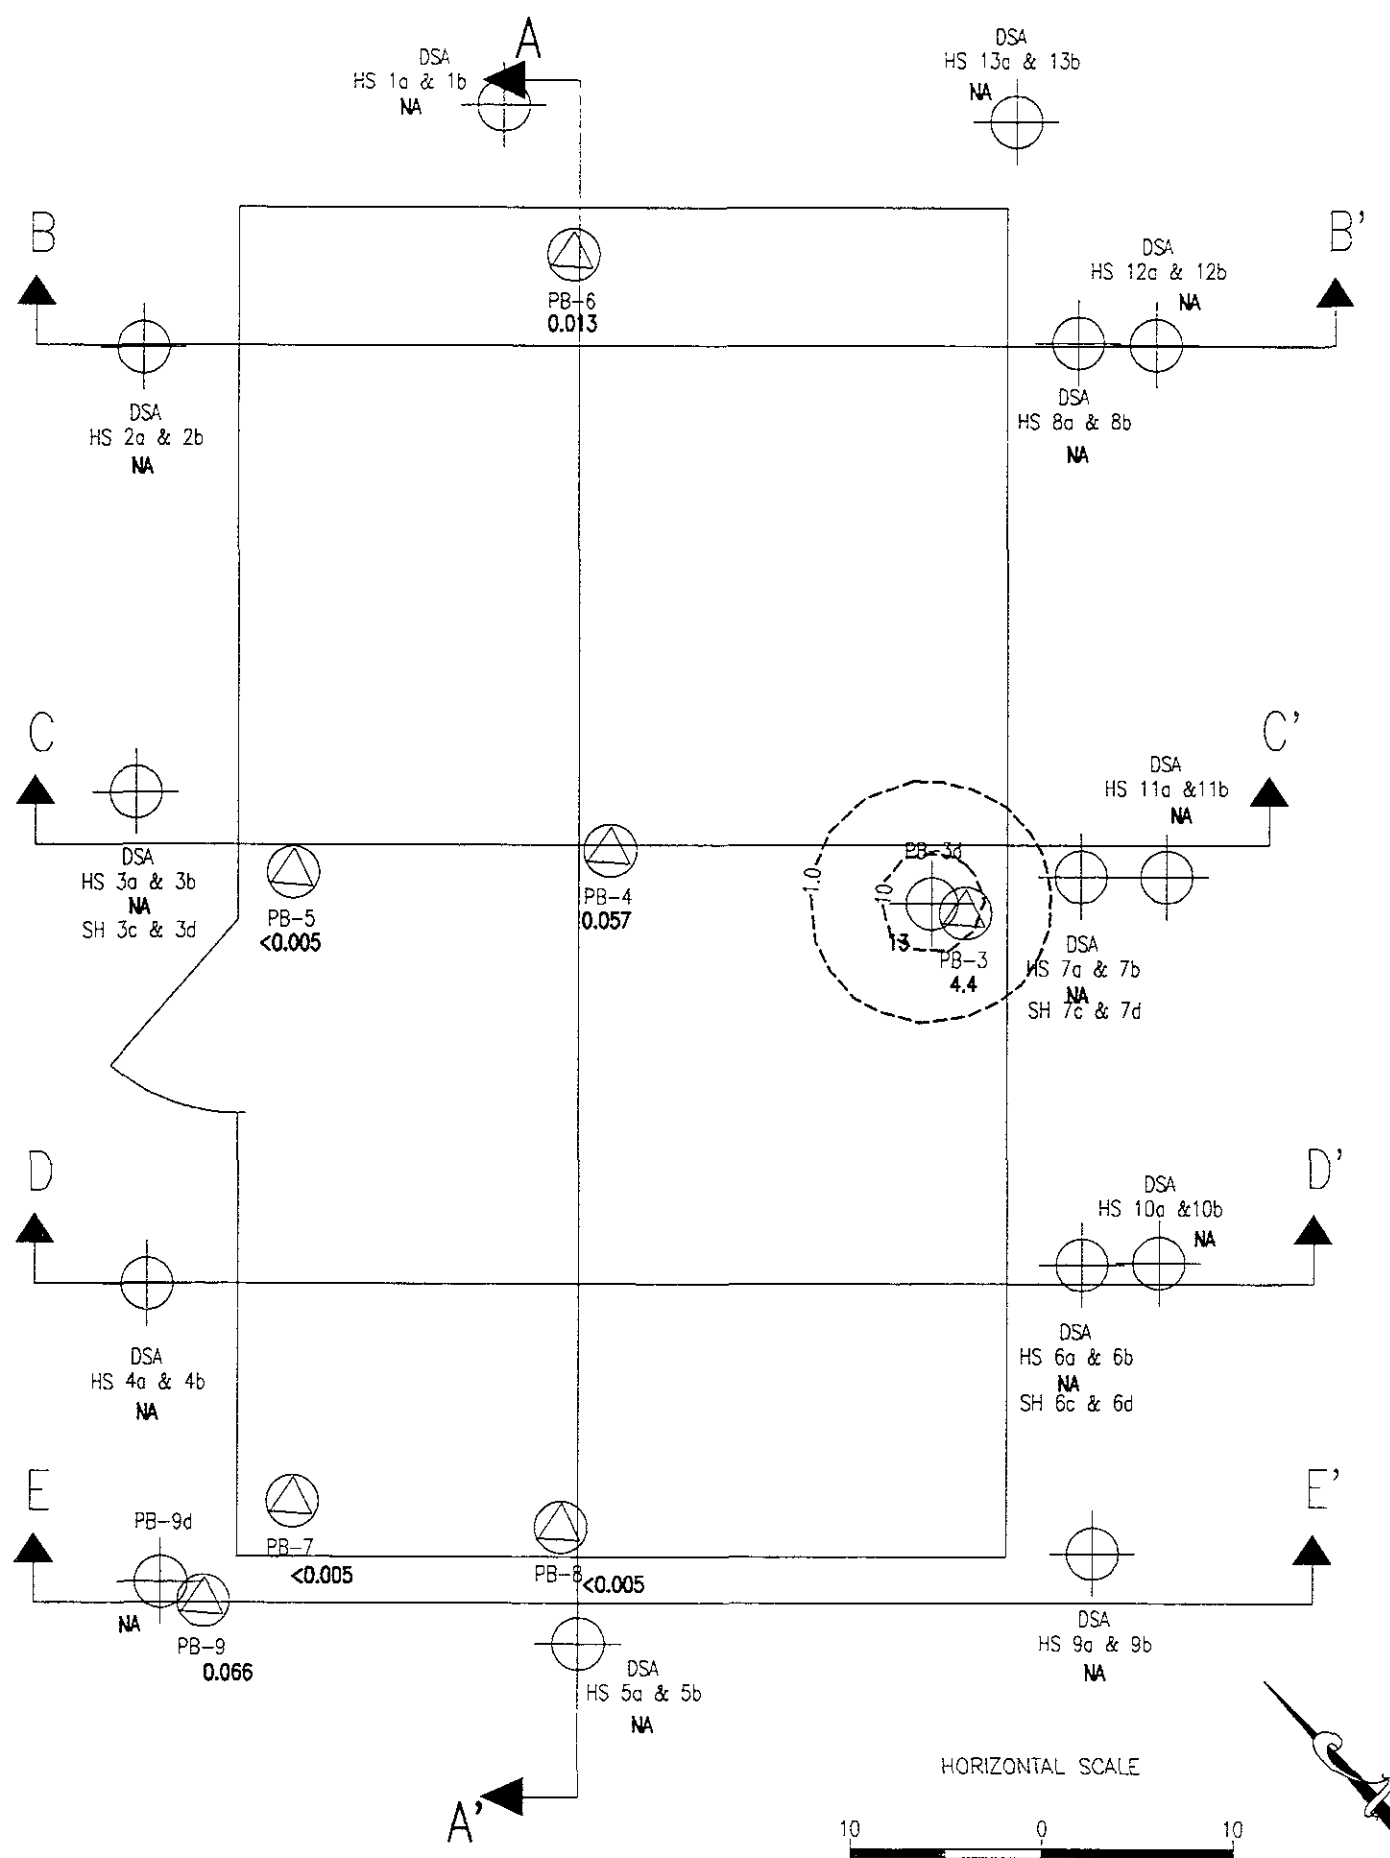 A
DSA
HS 1a & 1b
NA
DSA
HS 13a & 13b
NA
B
B'
PB-6
0.013
DSA
HS 12a & 12b
NA
DSA
HS 2a & 2b
NA
DSA
HS 8a & 8b
NA
C
C'
DSA
HS 11a &11b
NA
DSA
HS 3a & 3b
NA
SH 3c & 3d
PB-5
<0.005
PB-4
0.057
1.0
10
PB-3d
13
PB-3
4.4
DSA
HS 7a & 7b
NA
SH 7c & 7d
D
D'
DSA
HS 10a &10b
NA
DSA
HS 4a & 4b
NA
DSA
HS 6a & 6b
NA
SH 6c & 6d
E
E'
PB-9d
NA
PB-9
0.066
PB-7
<0.005
PB-8
<0.005
DSA
HS 5a & 5b
NA
DSA
HS 9a & 9b
NA
A'
HORIZONTAL SCALE
10 0 10